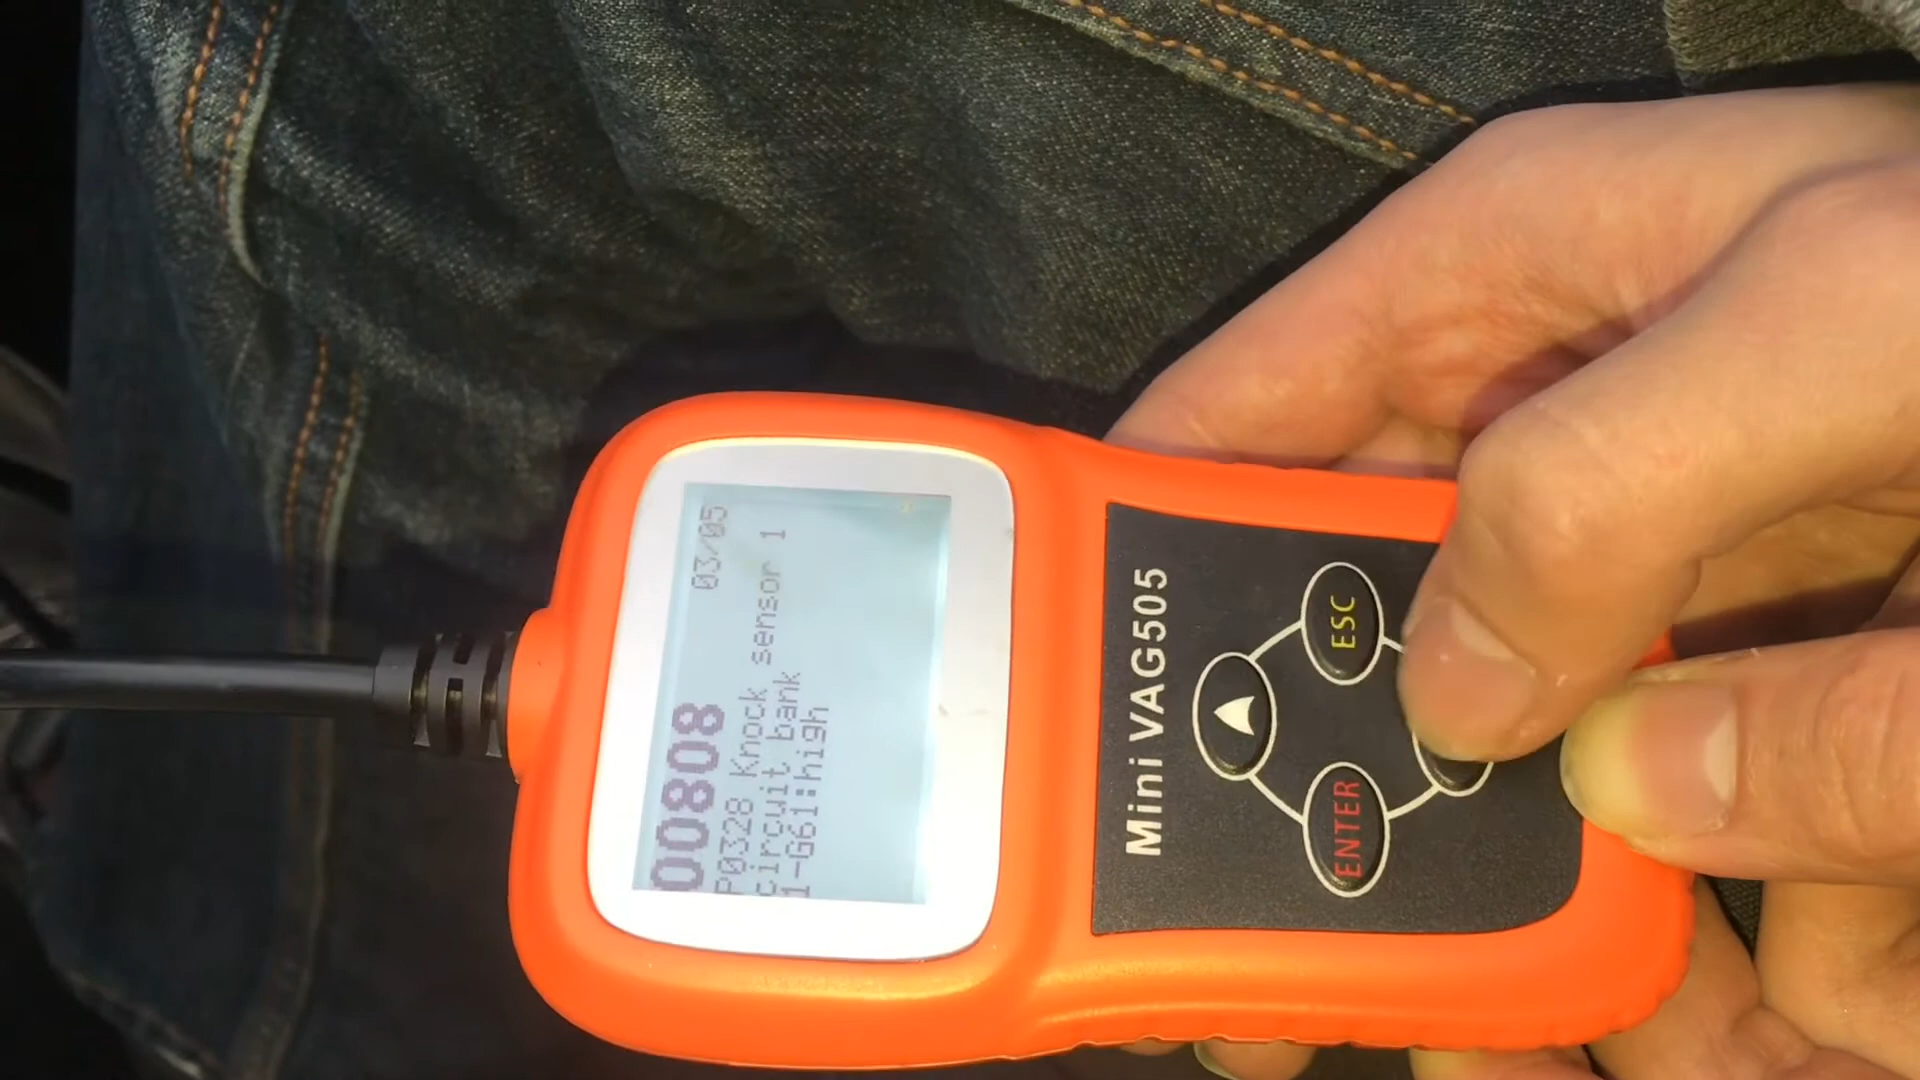 00808 03/05
P0328 Knock
circuit bank sensor 1
1-G61:high
Mini VAG505
ESC
ENTER